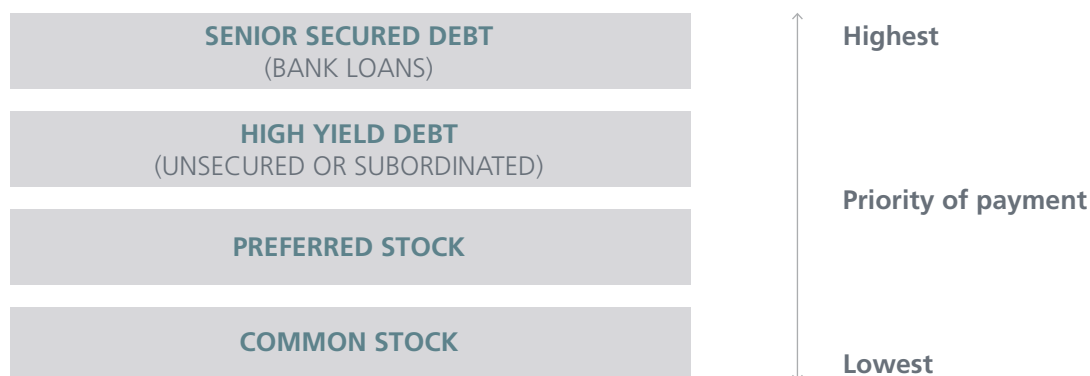 SENIOR SECURED DEBT
(BANK LOANS)
Highest
HIGH YIELD DEBT
(UNSECURED OR SUBORDINATED)
Priority of payment
PREFERRED STOCK
COMMON STOCK
Lowest